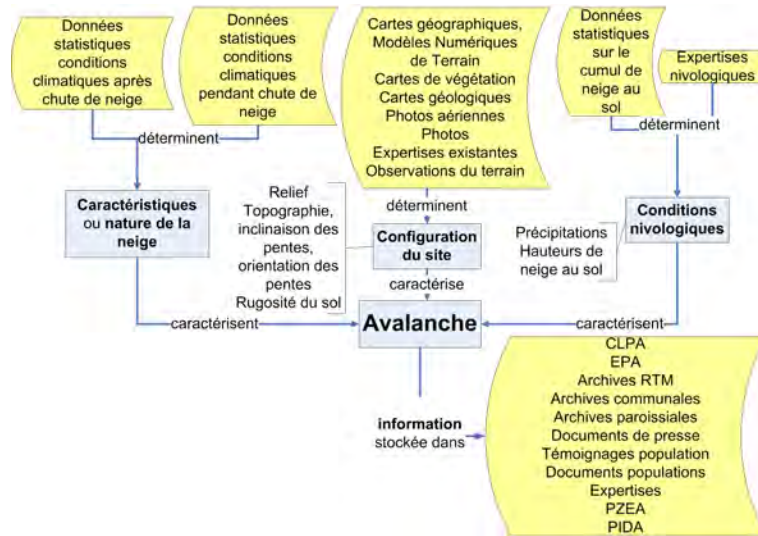 Données
statistiques
conditions
climatiques après
chute de neige
Données
statistiques
conditions
climatiques
pendant chute de
neige
Cartes géographiques,
Modèles Numériques
de Terrain
Cartes de végétation
Cartes géologiques
Photos aériennes
Photos
Expertises existantes
Observations du terrain
Données
statistiques
sur le
cumul de
neige au
sol
Expertises
nivologiques
déterminent
déterminent
déterminent
Caractéristiques
ou nature de la
neige
Relief
Topographie,
inclinaison des
pentes,
orientation des
pentes
Rugosité du sol
Configuration
du site
Précipitations
Hauteurs de
neige au sol
Conditions
nivologiques
caractérisent
caractérise
caractérisent
Avalanche
information
stockée dans
CLPA
EPA
Archives RTM
Archives communales
Archives paroissiales
Documents de presse
Témoignages population
Documents populations
Expertises
PZEA
PIDA